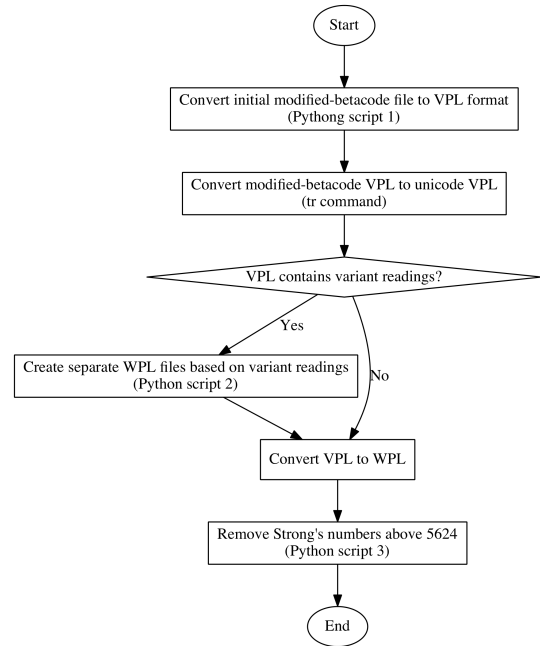 Start
Convert initial modified-betacode file to VPL format
(Pythong script 1)
Convert modified-betacode VPL to unicode VPL
(tr command)
VPL contains variant readings?
Yes
Create separate WPL files based on variant readings
(Python script 2)
No
Convert VPL to WPL
Remove Strong's numbers above 5624
(Python script 3)
End